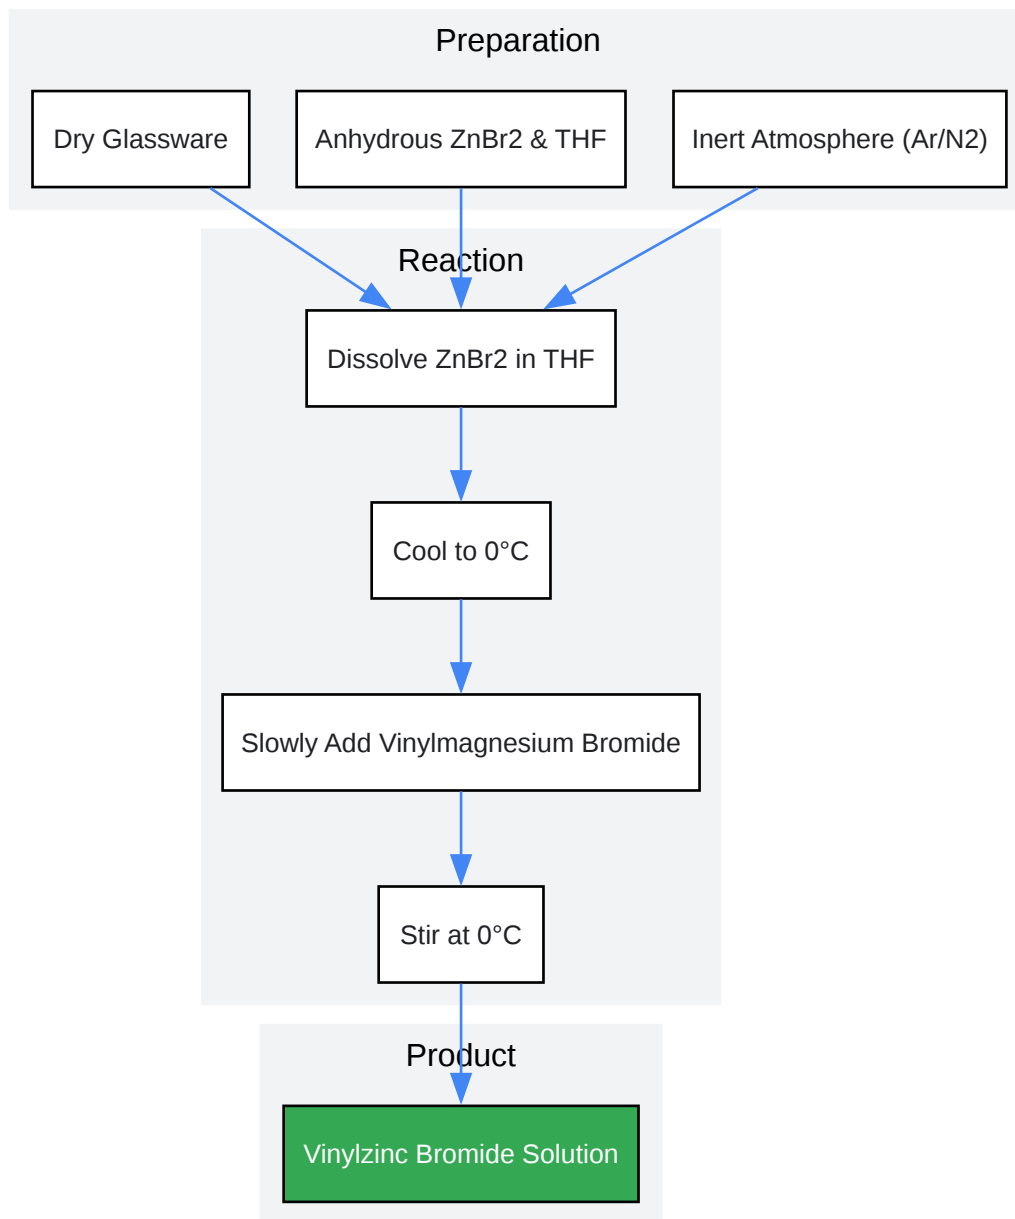 Preparation
Dry Glassware
Anhydrous ZnBr2 & THF
Inert Atmosphere (Ar/N2)
Reaction
Dissolve ZnBr2 in THF
Cool to 0°C
Slowly Add Vinylmagnesium Bromide
Stir at 0°C
Product
Vinylzinc Bromide Solution